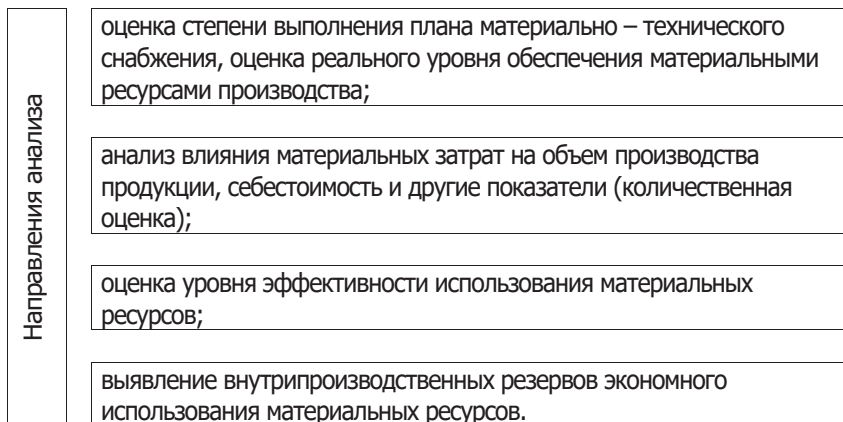 Направления анализа
оценка степени выполнения плана материально – технического
снабжения, оценка реального уровня обеспечения материальными
ресурсами производства;
анализ влияния материальных затрат на объем производства
продукции, себестоимость и другие показатели (количественная
оценка);
оценка уровня эффективности использования материальных
ресурсов;
выявление внутрипроизводственных резервов экономного
использования материальных ресурсов.